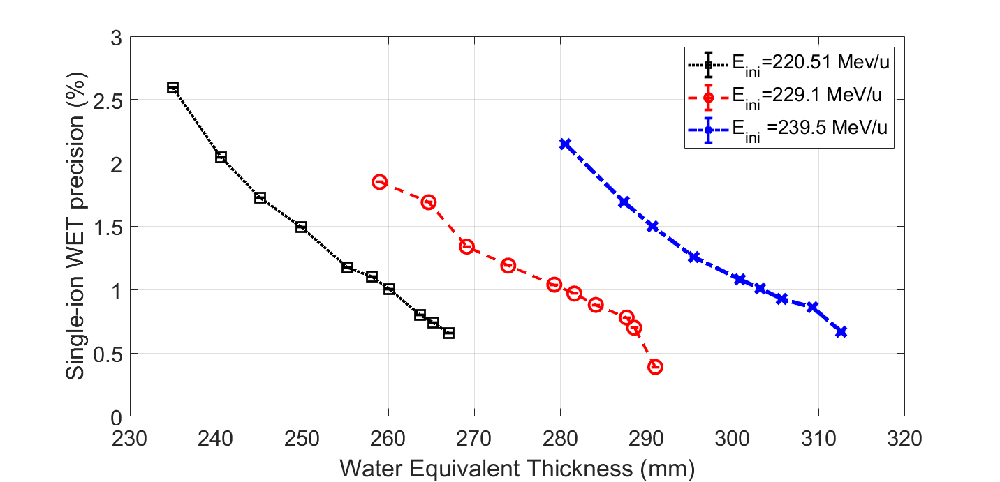 3
2.5
2
1.5
1
0.5
0
Single-ion WET precision (%)
E_ini=220.51 Mev/u
E_ini=229.1 MeV/u
E_ini =239.5 MeV/u
230 240 250 260 270 280 290 300 310 320
Water Equivalent Thickness (mm)